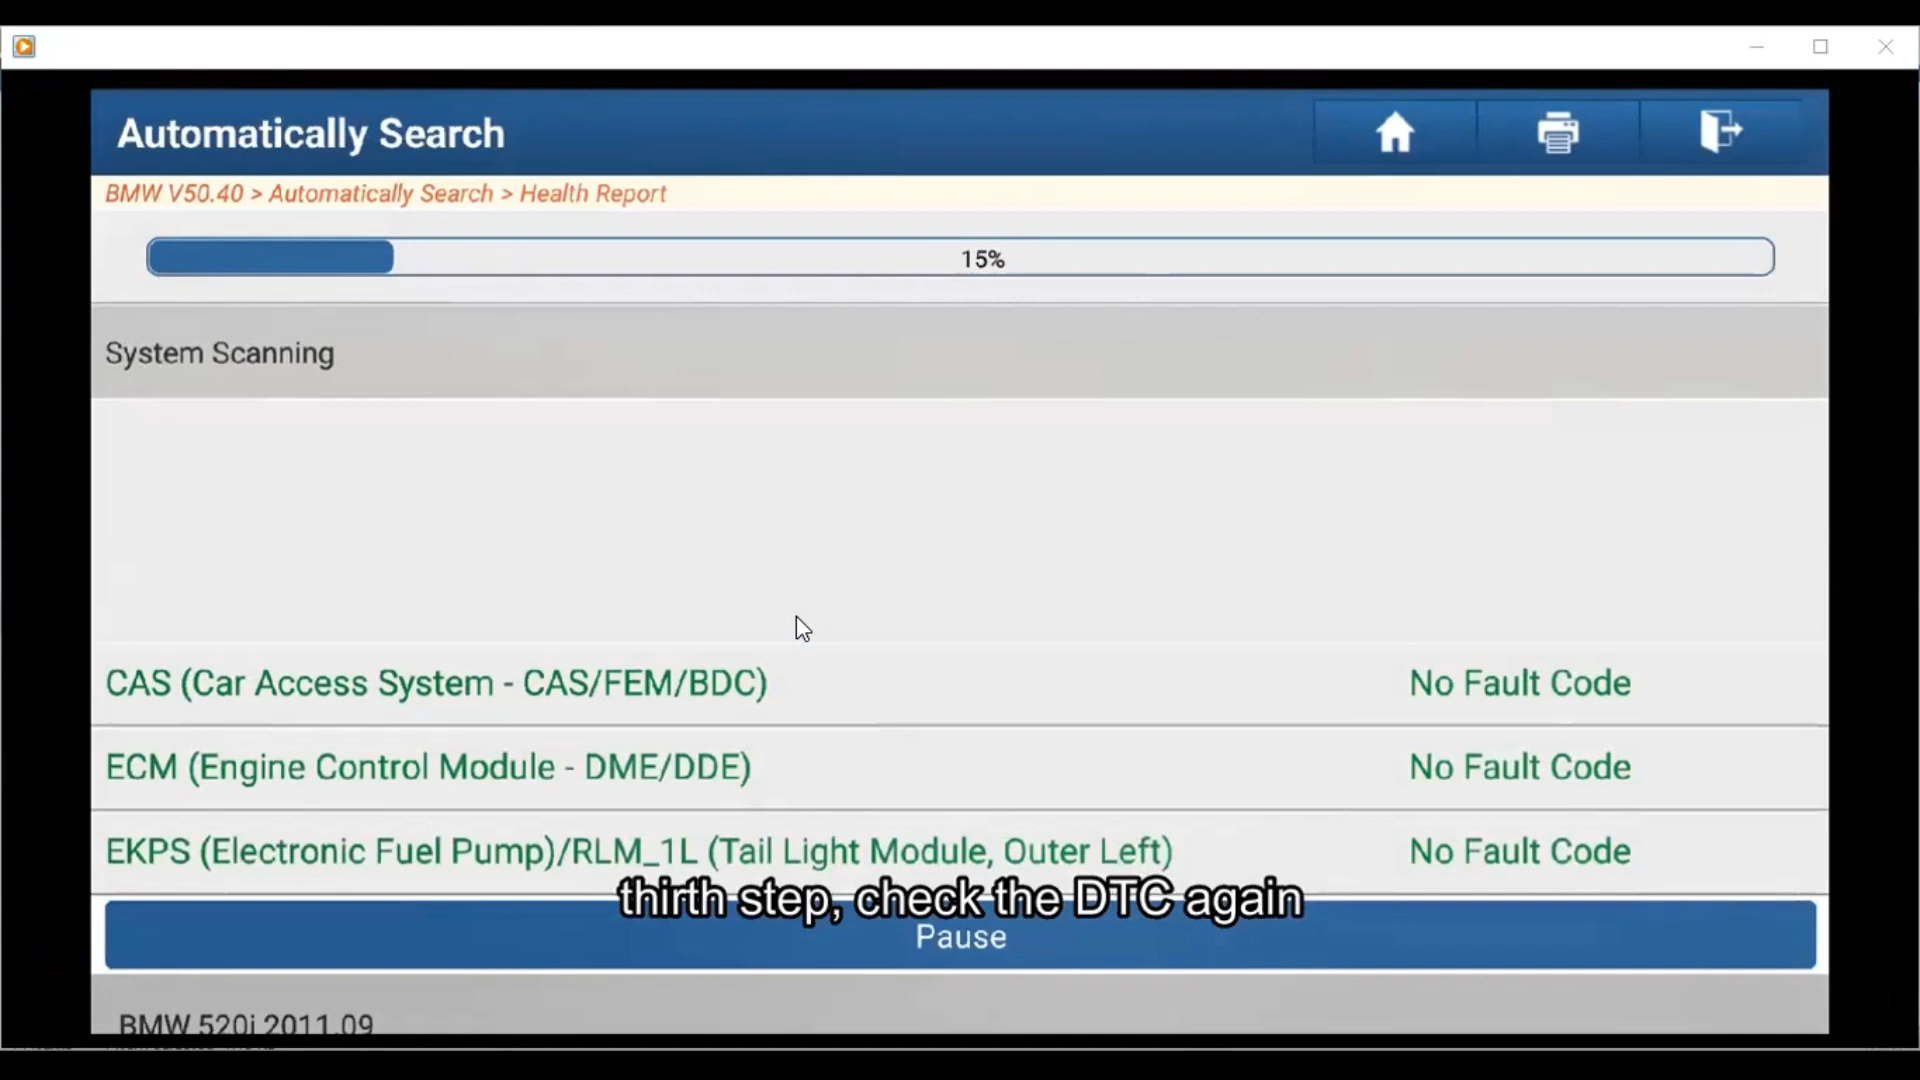 Automatically Search
BMW V50.40 > Automatically Search > Health Report
15%
System Scanning
CAS (Car Access System - CAS/FEM/BDC) No Fault Code
ECM (Engine Control Module - DME/DDE) No Fault Code
EKPS (Electronic Fuel Pump)/RLM_1L (Tail Light Module, Outer Left) No Fault Code
thirth step, check the DTC again
Pause
BMW 520i 2011.09